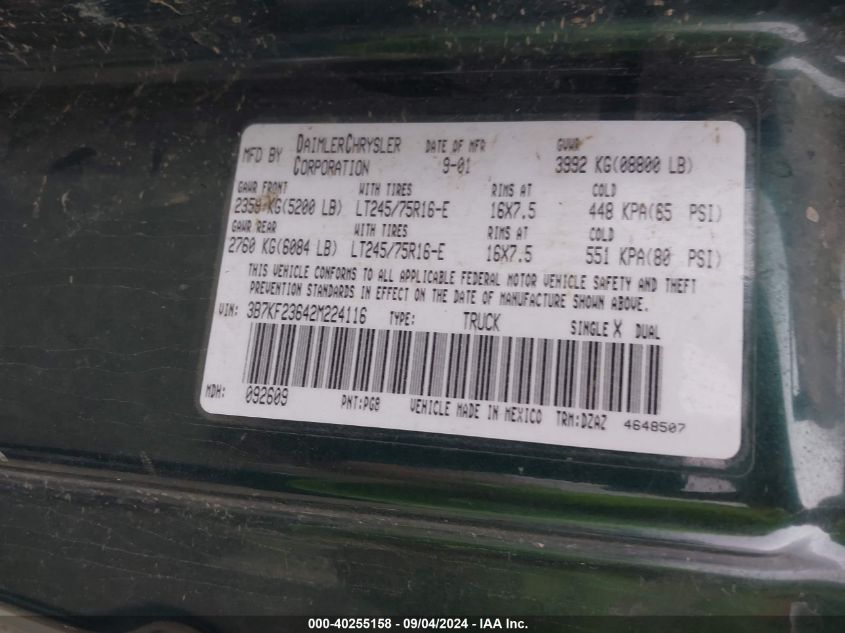 MFD BY DAIMLERCHRYSLER CORPORATION DATE OF MFR 9-01 GVWR 3992 KG(08800 LB)
GAWR FRONT WITH TIRES RIMS AT COLD
2359 KG(5200 LB) LT245/75R16-E 16X7.5 448 KPA(65 PSI)
GAWR REAR WITH TIRES RIMS AT COLD
2760 KG(6084 LB) LT245/75R16-E 16X7.5 551 KPA(80 PSI)
THIS VEHICLE CONFORMS TO ALL APPLICABLE FEDERAL MOTOR VEHICLE SAFETY AND THEFT
PREVENTION STANDARDS IN EFFECT ON THE DATE OF MANUFACTURE SHOWN ABOVE.
VIN: 3B7KF23642M224116 TYPE: TRUCK SINGLE X DUAL
MDH: 092609 PNT:PG8 VEHICLE MADE IN MEXICO TRM:DZAZ 4648507
000-40255158 - 09/04/2024 - IAA Inc.